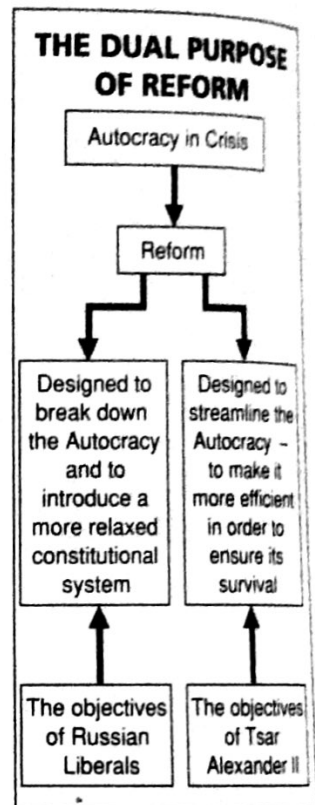 THE DUAL PURPOSE
OF REFORM
Autocracy in Crisis
Reform
Designed to
break down
the Autocracy
and to
introduce a
more relaxed
constitutional
system
Designed to
streamline the
Autocracy –
to make it
more efficient
in order to
ensure its
survival
The objectives
of Russian
Liberals
The objectives
of Tsar
Alexander II